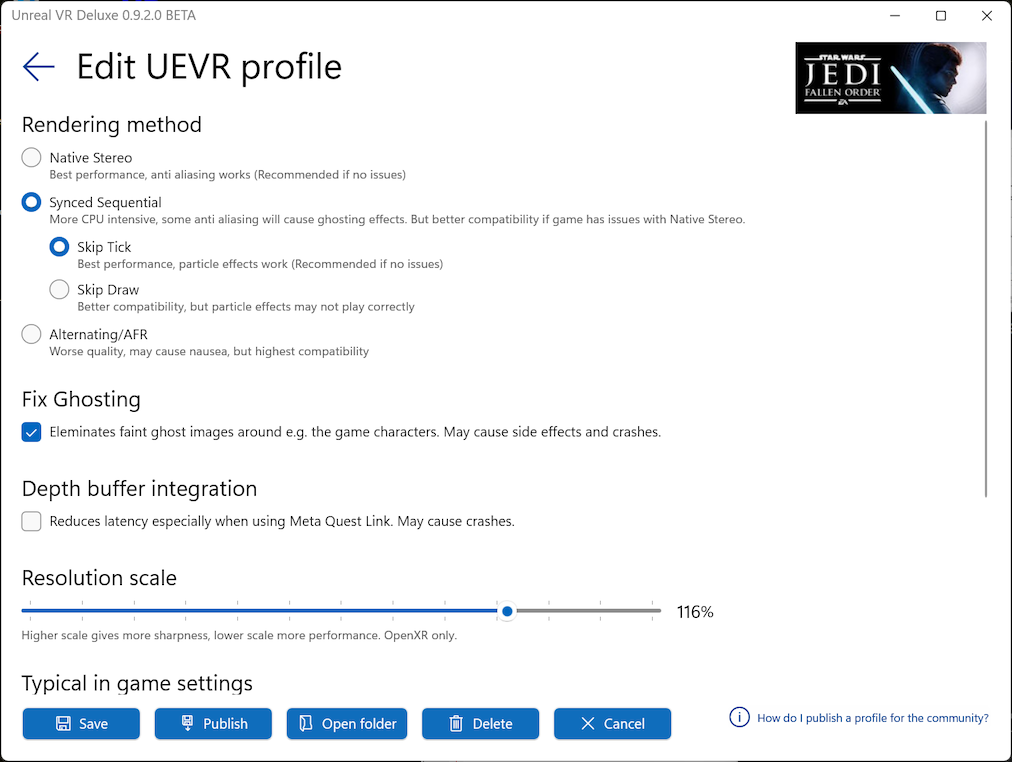 Unreal VR Deluxe 0.9.2.0 BETA
Edit UEVR profile
STAR WARS
JEDI
FALLEN ORDER
EA
Rendering method
Native Stereo
Best performance, anti aliasing works (Recommended if no issues)
Synced Sequential
More CPU intensive, some anti aliasing will cause ghosting effects. But better compatibility if game has issues with Native Stereo.
Skip Tick
Best performance, particle effects work (Recommended if no issues)
Skip Draw
Better compatibility, but particle effects may not play correctly
Alternating/AFR
Worse quality, may cause nausea, but highest compatibility
Fix Ghosting
Eleminates faint ghost images around e.g. the game characters. May cause side effects and crashes.
Depth buffer integration
Reduces latency especially when using Meta Quest Link. May cause crashes.
Resolution scale
116%
Higher scale gives more sharpness, lower scale more performance. OpenXR only.
Typical in game settings
Save
Publish
Open folder
Delete
Cancel
How do I publish a profile for the community?